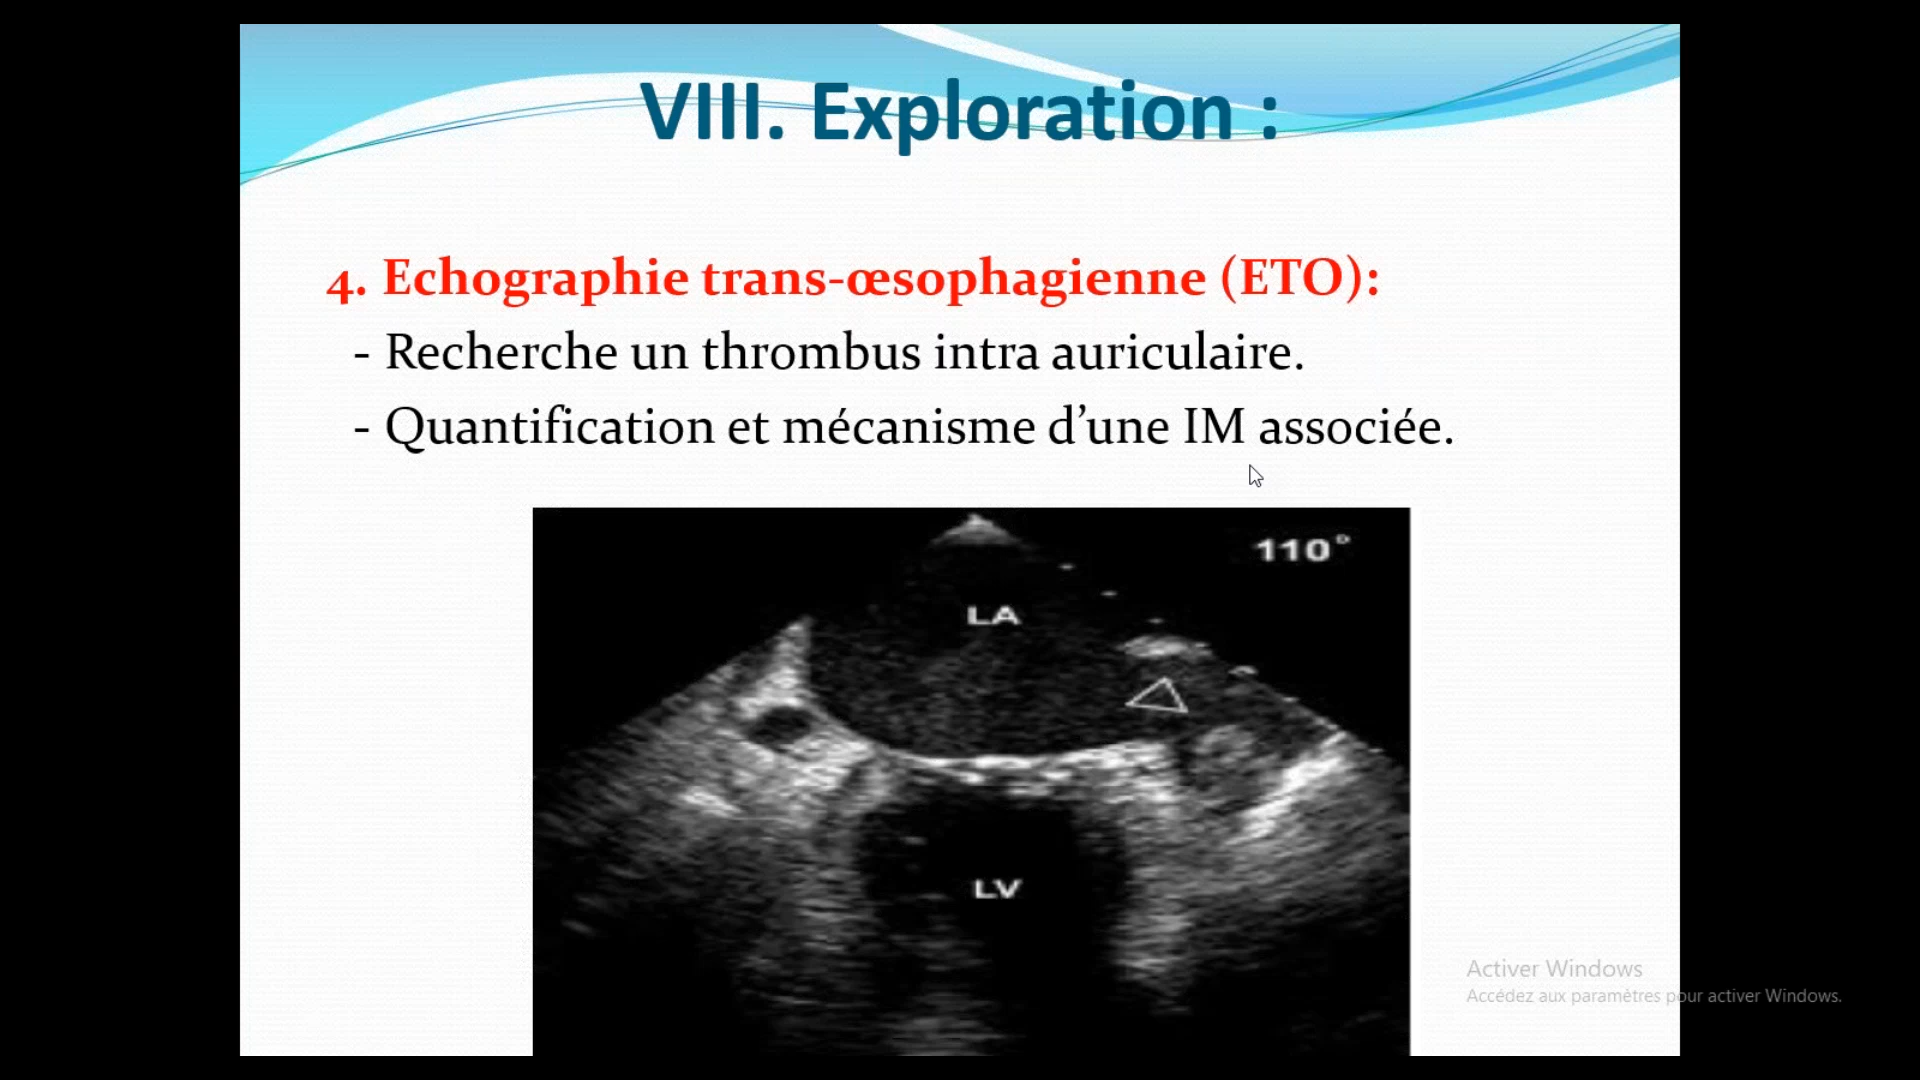 VIII. Exploration :
4. Echographie trans-œsophagienne (ETO):
- Recherche un thrombus intra auriculaire.
- Quantification et mécanisme d’une IM associée.
110°
LA
LV
Activer Windows
Accédez aux paramètres pour activer Windows.